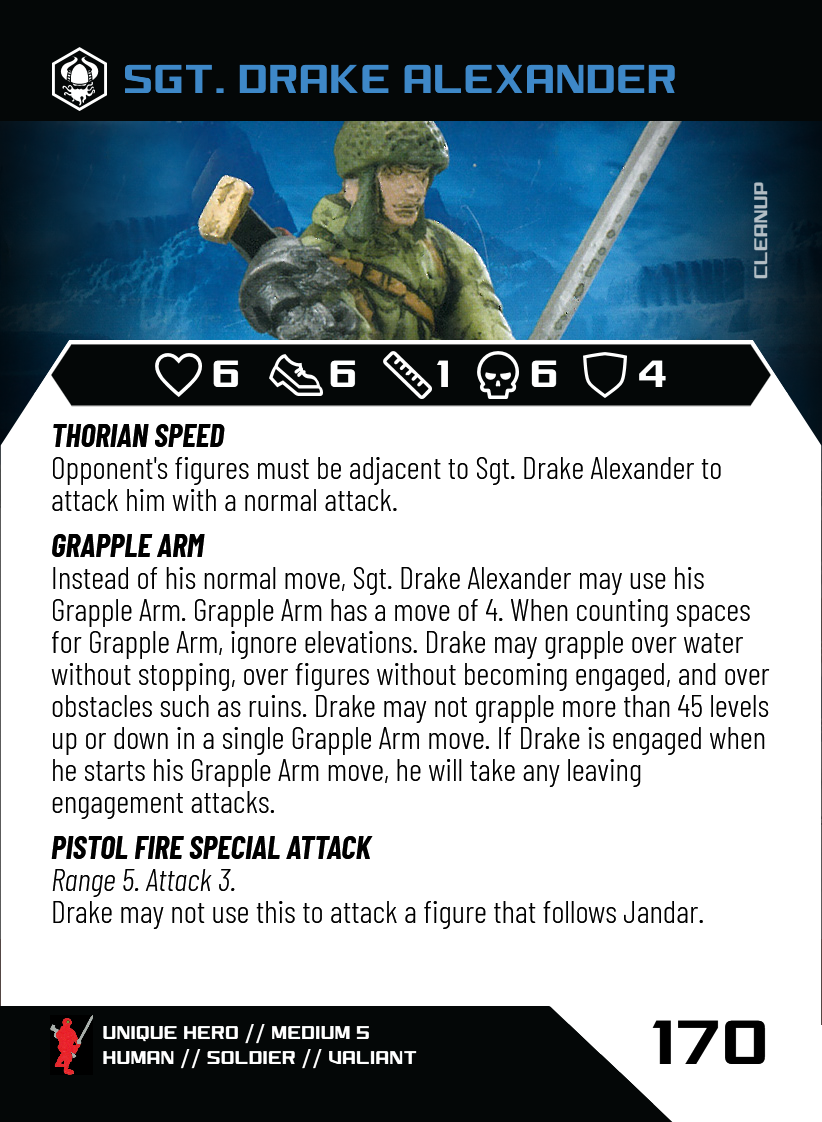 SGT. DRAKE ALEXANDER
CLEANUP
6 6 1 6 4
THORIAN SPEED
Opponent's figures must be adjacent to Sgt. Drake Alexander to
attack him with a normal attack.
GRAPPLE ARM
Instead of his normal move, Sgt. Drake Alexander may use his
Grapple Arm. Grapple Arm has a move of 4. When counting spaces
for Grapple Arm, ignore elevations. Drake may grapple over water
without stopping, over figures without becoming engaged, and over
obstacles such as ruins. Drake may not grapple more than 45 levels
up or down in a single Grapple Arm move. If Drake is engaged when
he starts his Grapple Arm move, he will take any leaving
engagement attacks.
PISTOL FIRE SPECIAL ATTACK
Range 5. Attack 3.
Drake may not use this to attack a figure that follows Jandar.
UNIQUE HERO // MEDIUM 5
HUMAN // SOLDIER // VALIANT
170